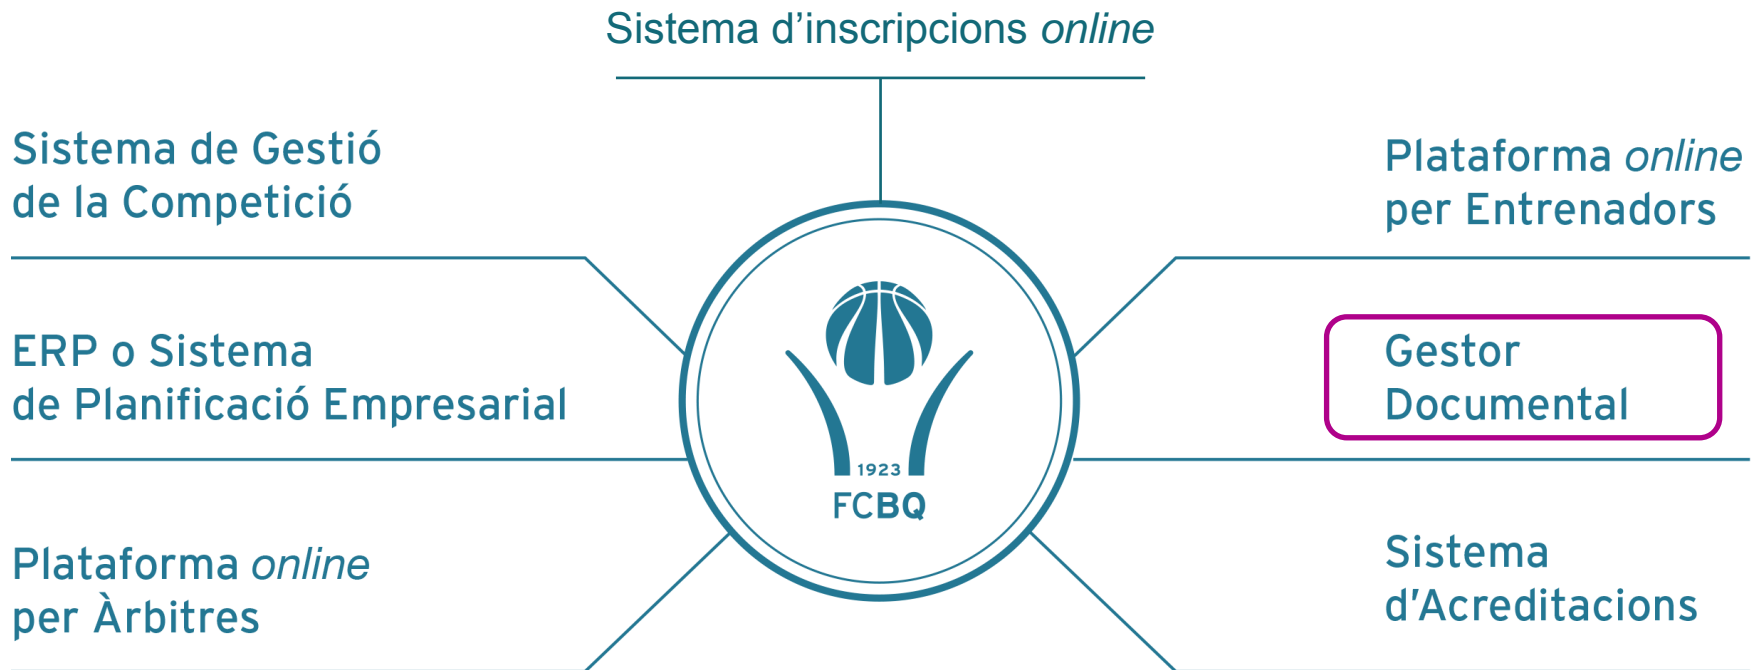 Sistema d’inscripcions online
Sistema de Gestió
de la Competició
Plataforma online
per Entrenadors
ERP o Sistema
de Planificació Empresarial
Gestor
Documental
1923
FCBQ
Plataforma online
per Àrbitres
Sistema
d’Acreditacions